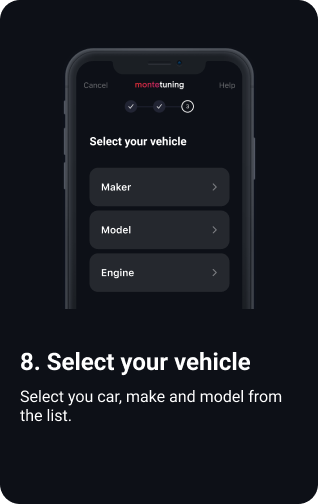 Cancel montetuning Help
3
Select your vehicle
Maker
Model
Engine
8. Select your vehicle
Select you car, make and model from
the list.